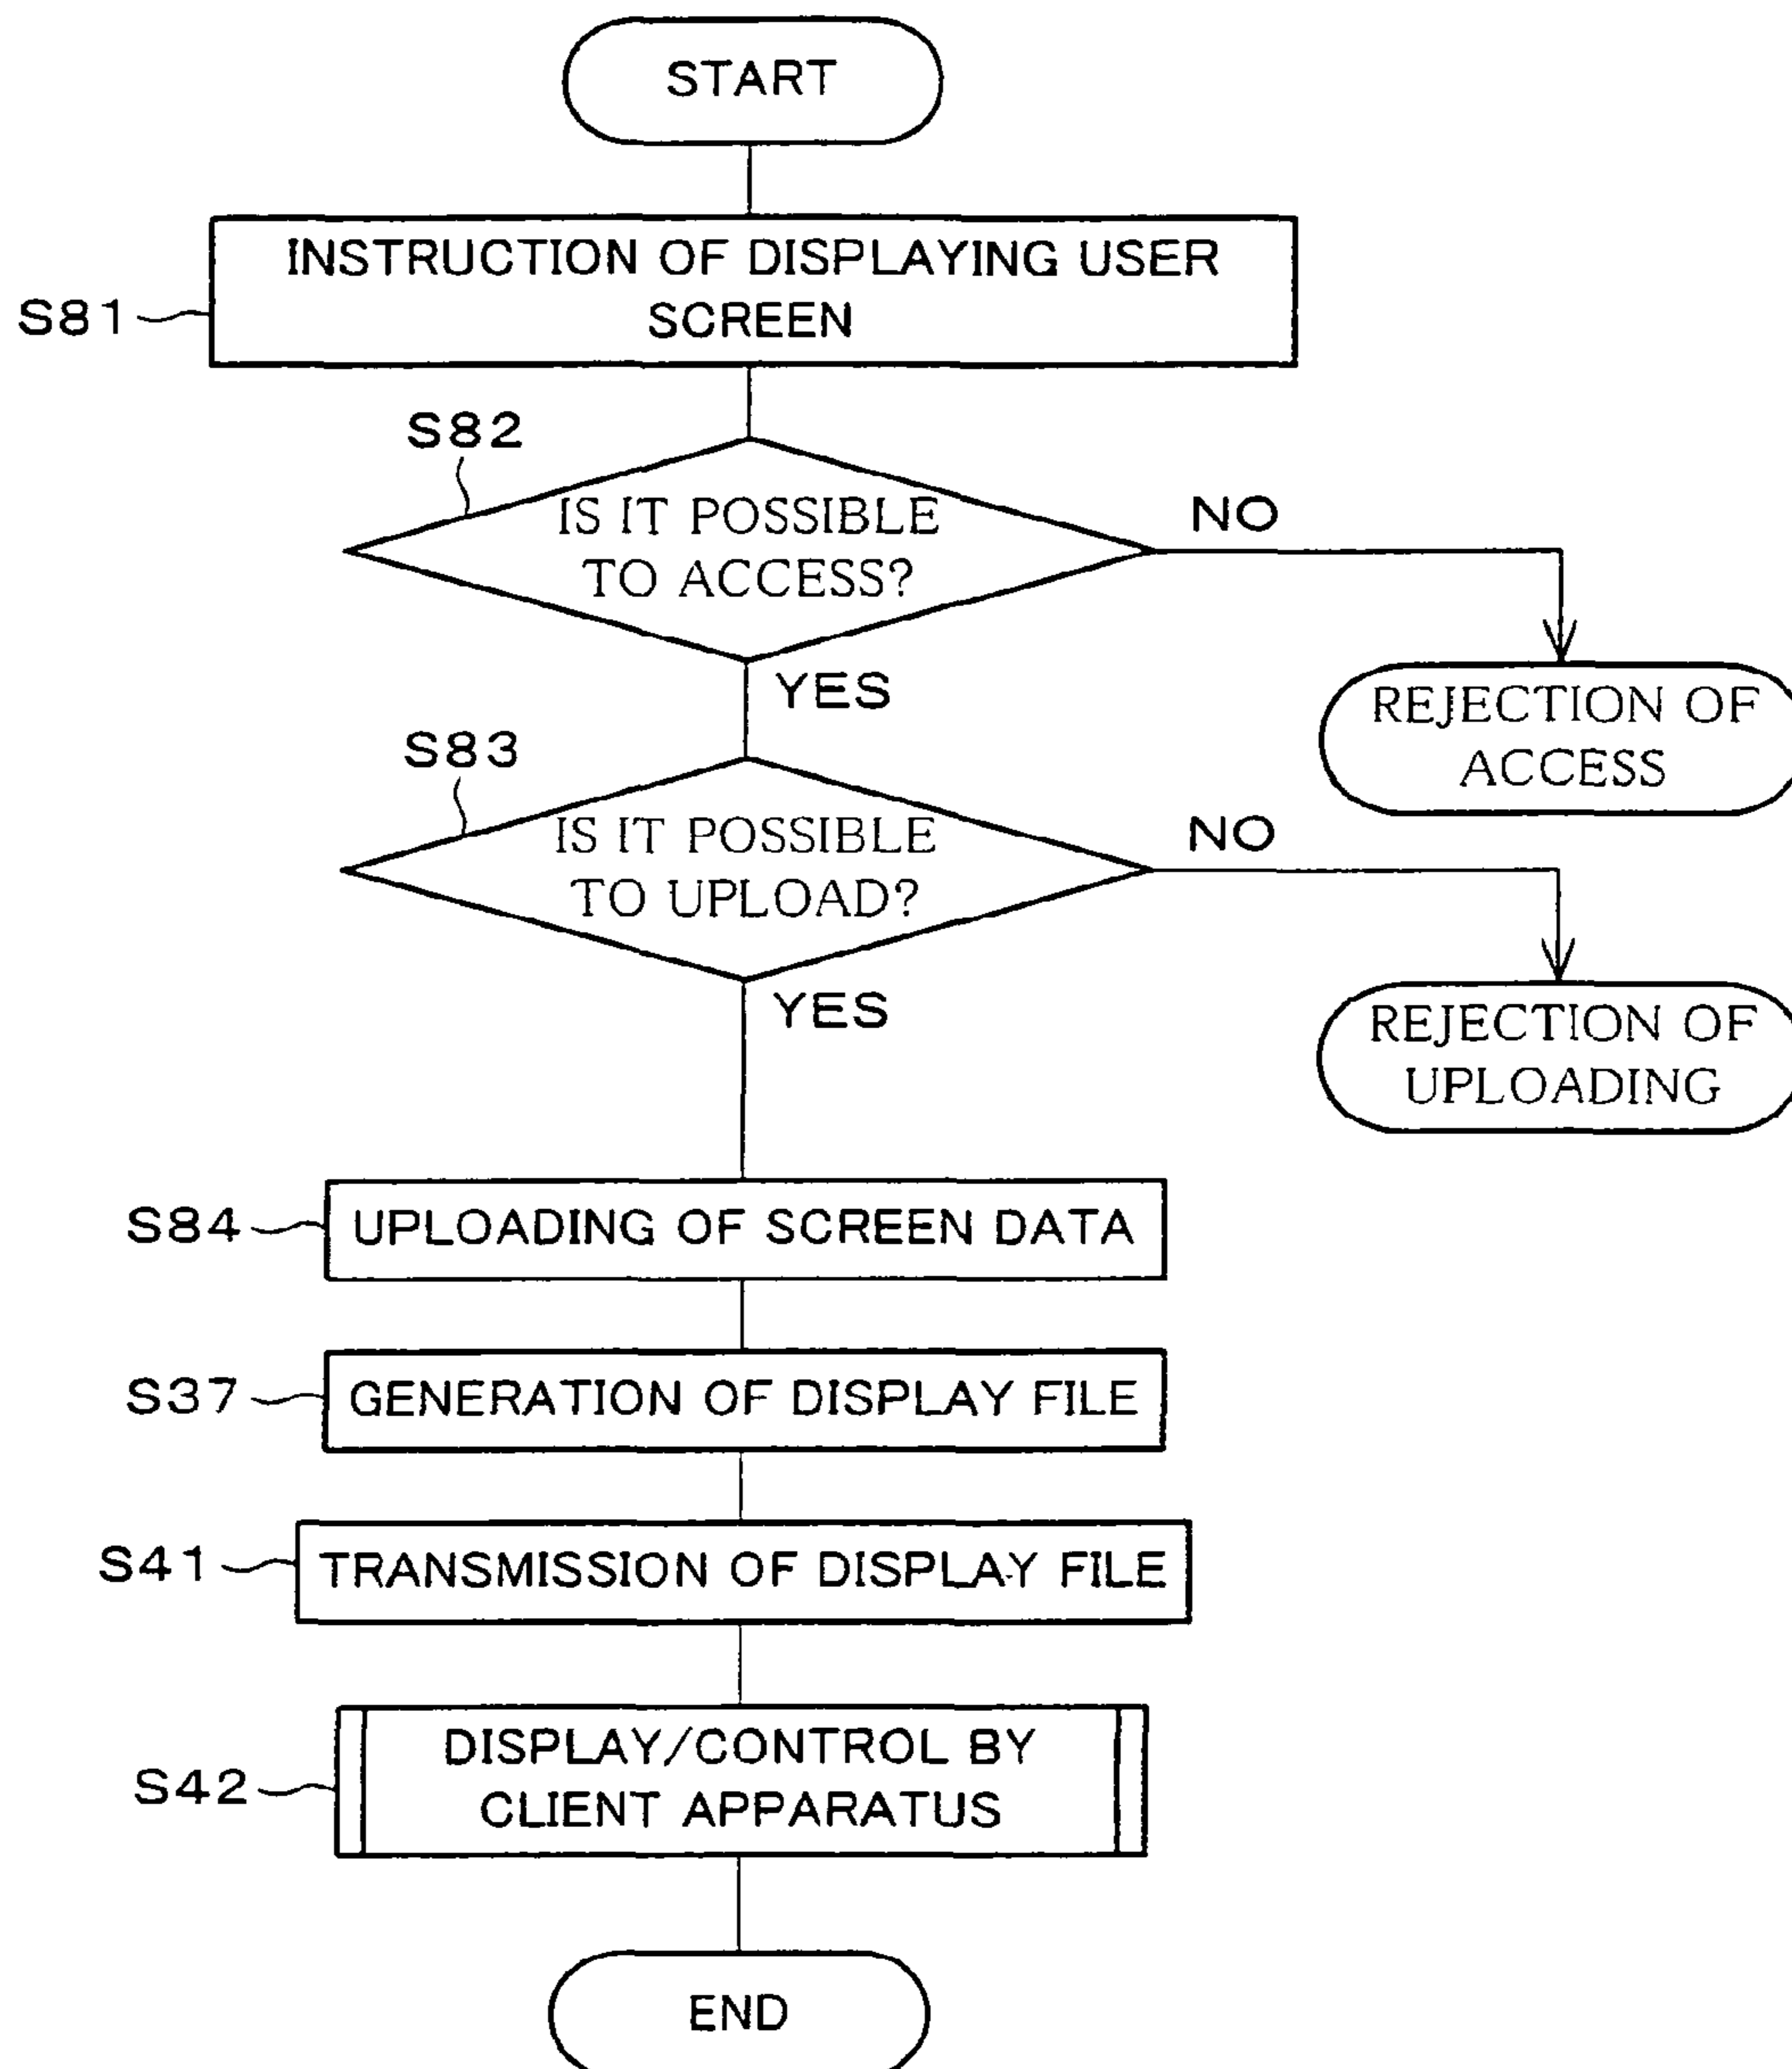 START
INSTRUCTION OF DISPLAYING USER
SCREEN
S81
S82
IS IT POSSIBLE
TO ACCESS?
NO
YES
REJECTION OF
ACCESS
S83
IS IT POSSIBLE
TO UPLOAD?
NO
YES
REJECTION OF
UPLOADING
S84
UPLOADING OF SCREEN DATA
S37
GENERATION OF DISPLAY FILE
S41
TRANSMISSION OF DISPLAY FILE
S42
DISPLAY/CONTROL BY
CLIENT APPARATUS
END